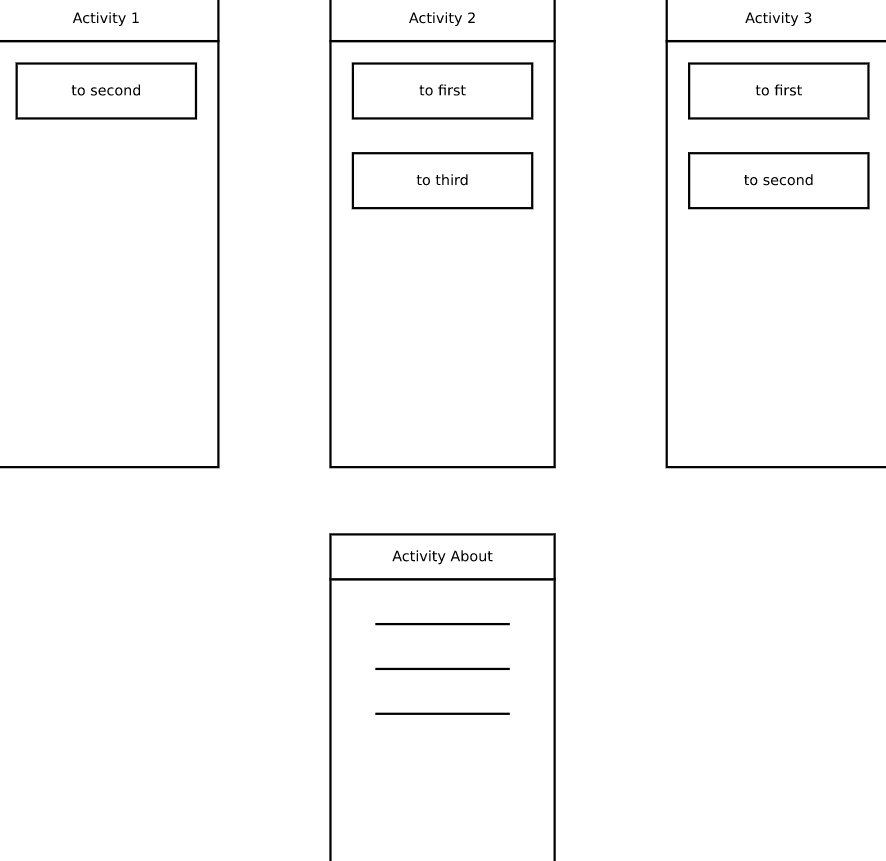 Activity 1
Activity 2
Activity 3
to second
to first
to first
to third
to second
Activity About